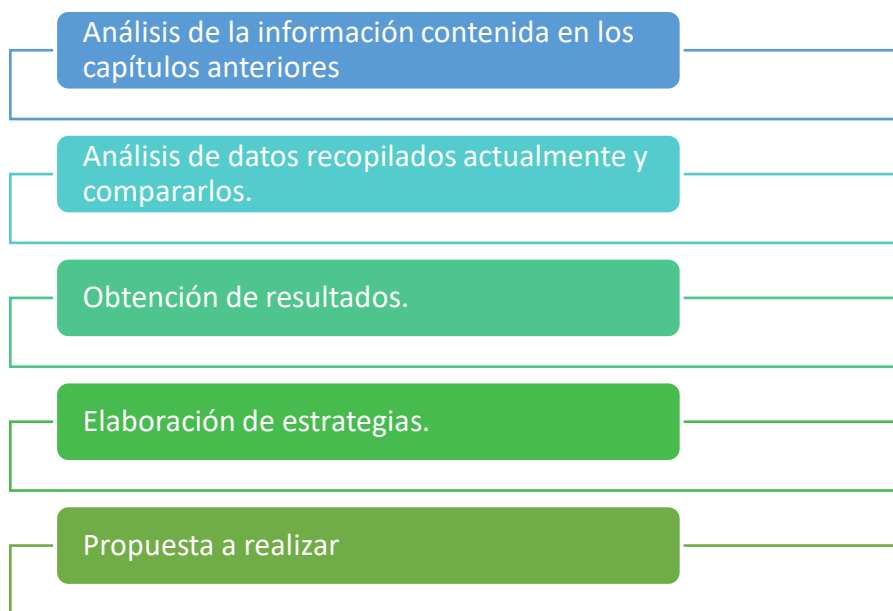 Análisis de la información contenida en los
capítulos anteriores
Análisis de datos recopilados actualmente y
compararlos.
Obtención de resultados.
Elaboración de estrategias.
Propuesta a realizar